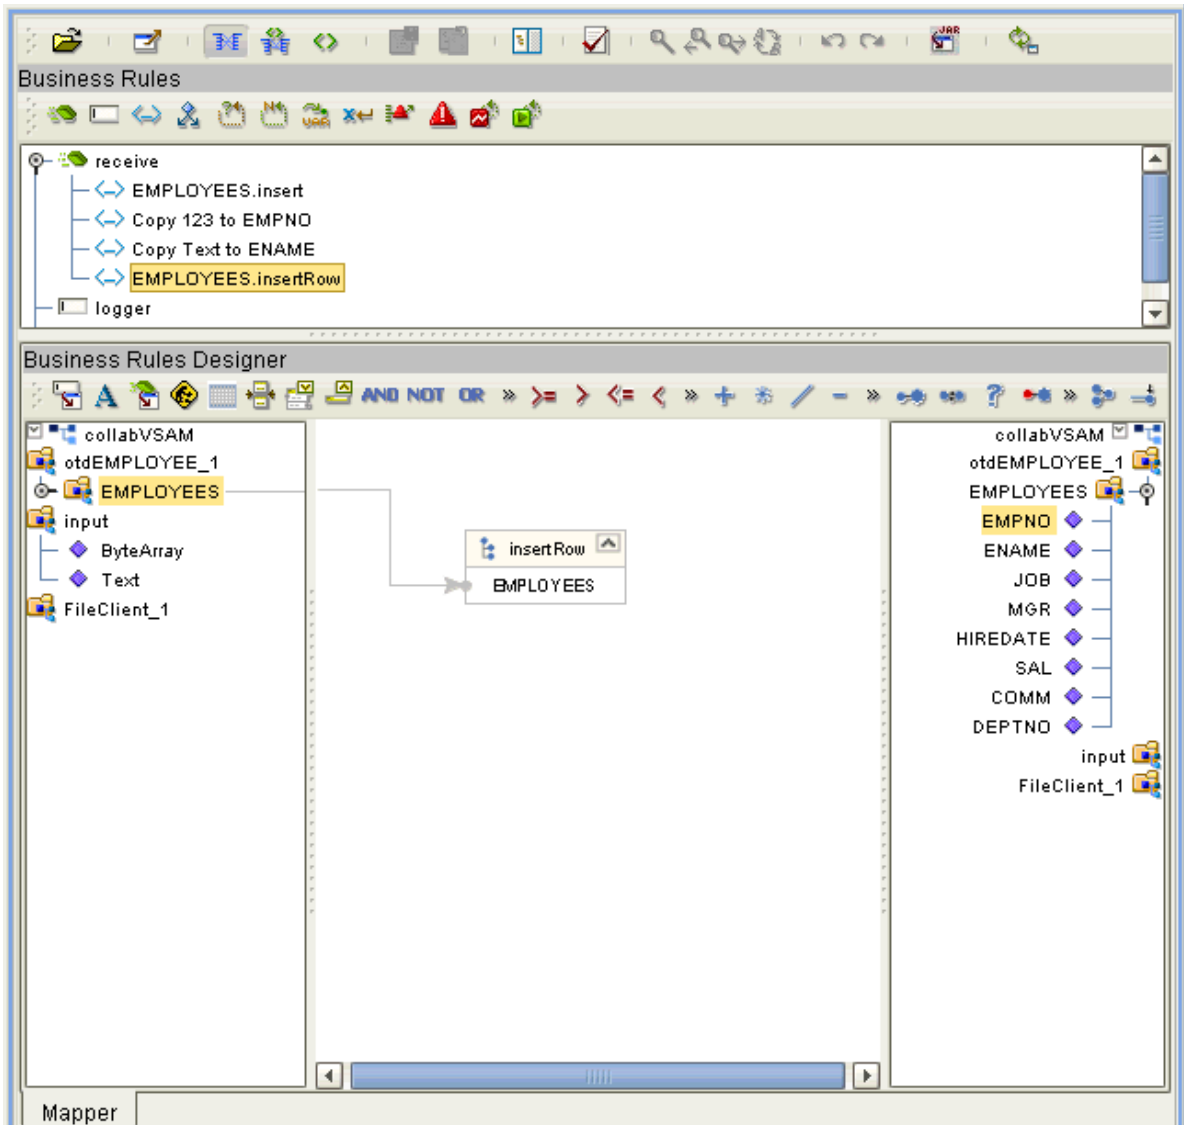 JAR
Business Rules
VAR
receive
EMPLOYEES.insert
Copy 123 to EMPNO
Copy Text to ENAME
EMPLOYEES.insertRow
logger
Business Rules Designer
A AND NOT OR » >= > <= < » + * / - » ? »
collabVSAM
otdEMPLOYEE_1
EMPLOYEES
input
ByteArray
Text
FileClient_1
insertRow
EMPLOYEES
collabVSAM
otdEMPLOYEE_1
EMPLOYEES
EMPNO
ENAME
JOB
MGR
HIREDATE
SAL
COMM
DEPTNO
input
FileClient_1
Mapper